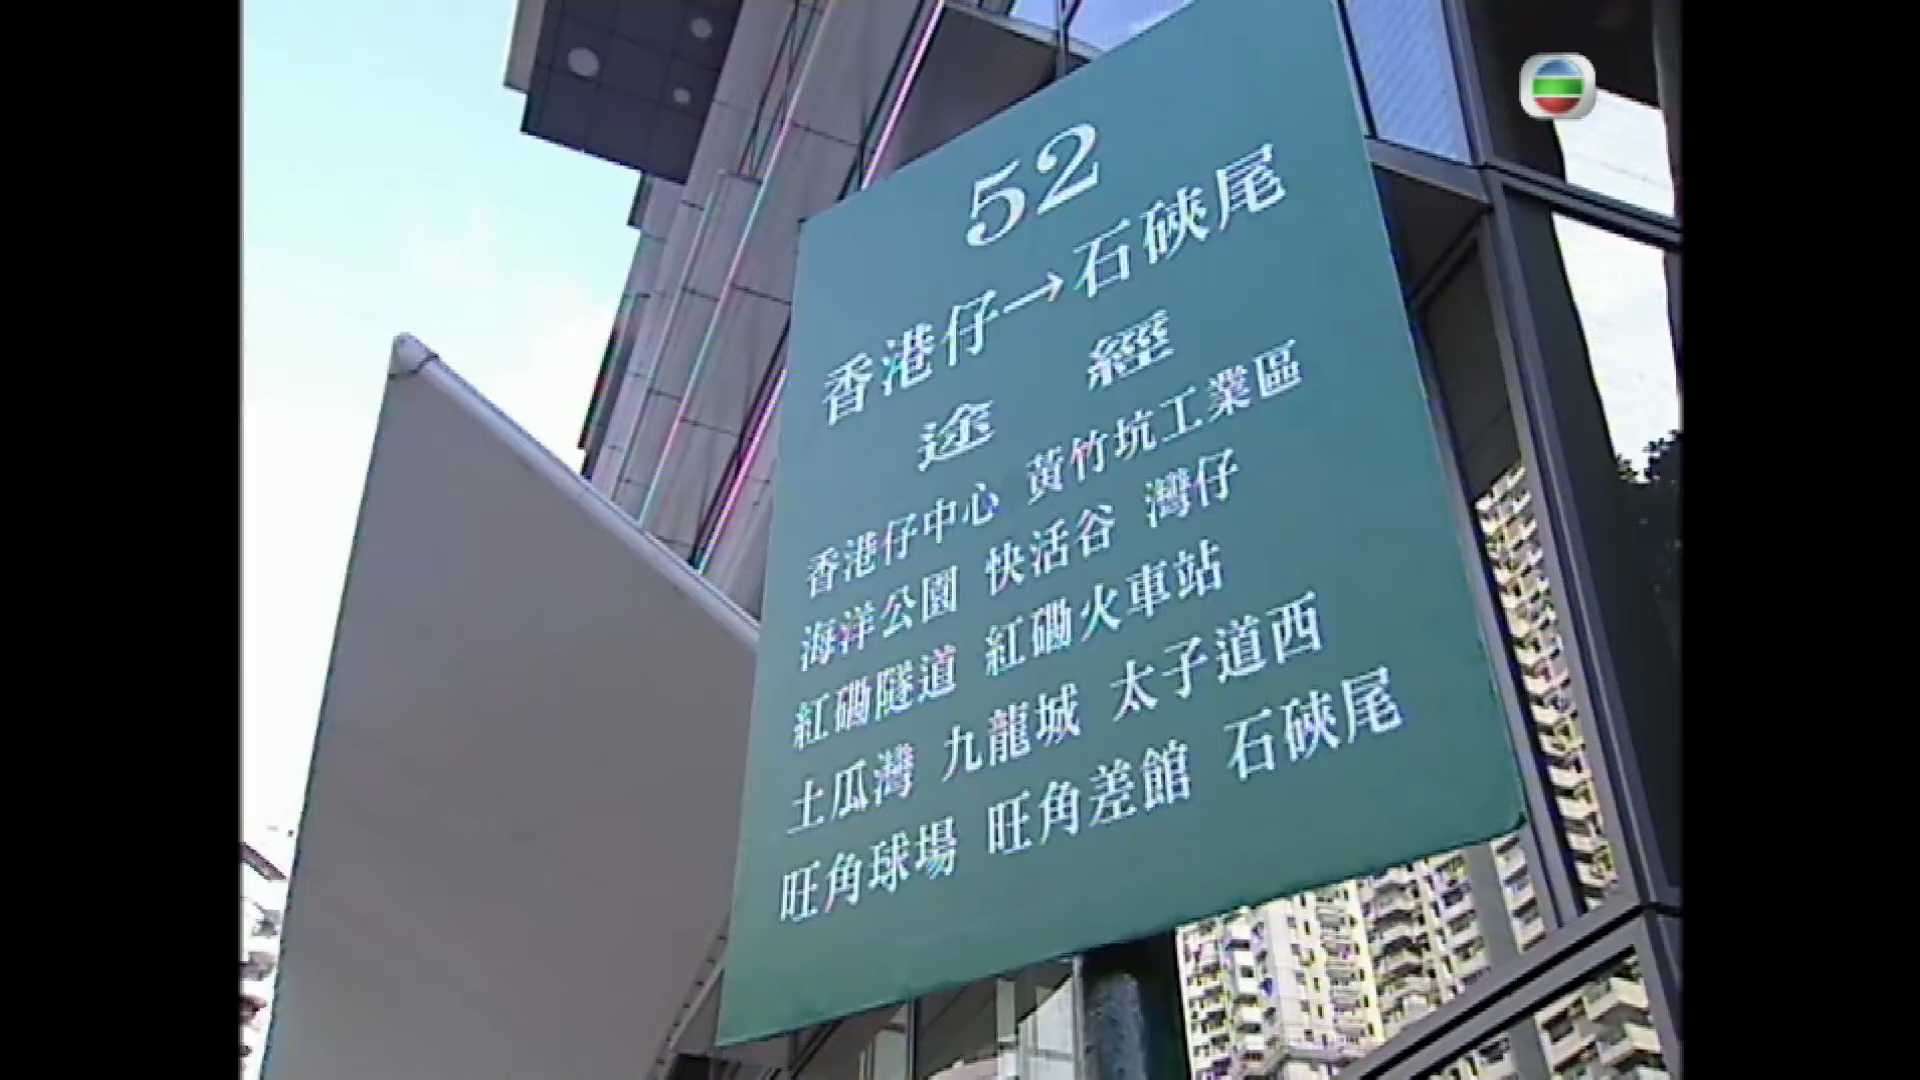 52
香港仔→石硤尾
途 經
香港仔中心 黃竹坑工業區
海洋公園 快活谷 灣仔
紅磡隧道 紅磡火車站
土瓜灣 九龍城 太子道西
旺角球場 旺角差館 石硤尾